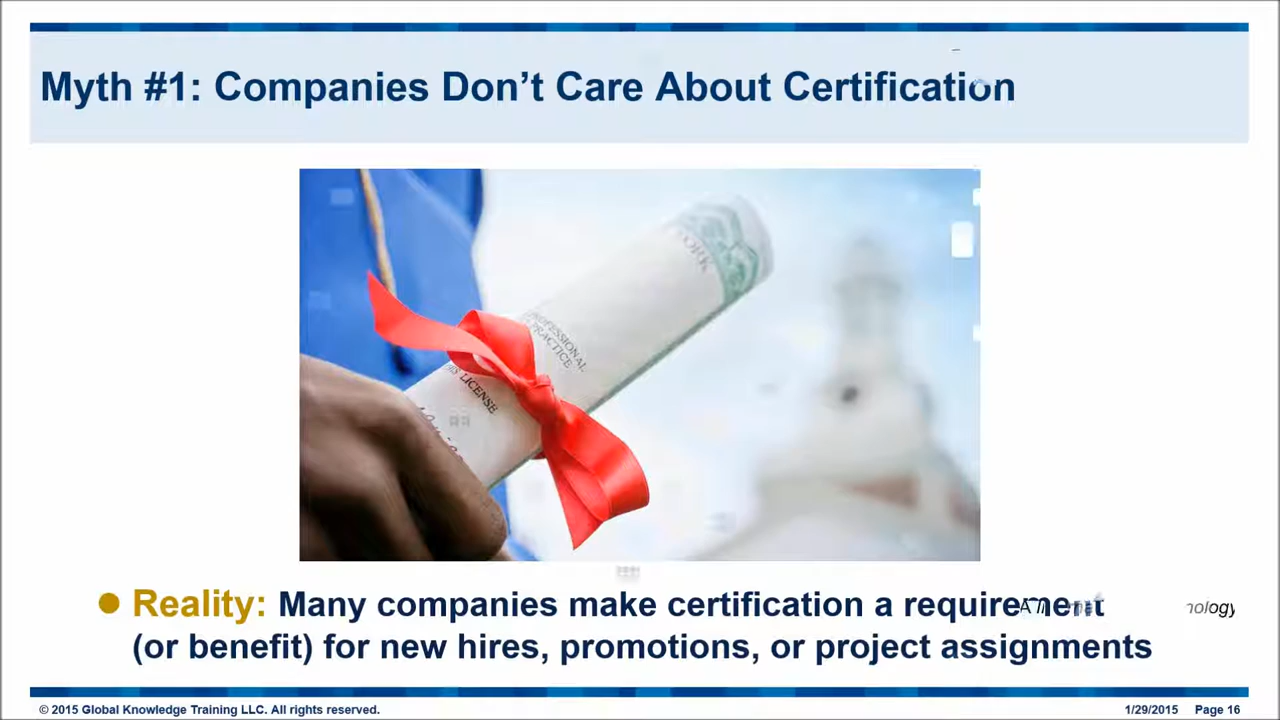 Myth #1: Companies Don’t Care About Certification
YORK
PROFESSIONAL
PRACTICE
LICENSE
Reality: Many companies make certification a requirement
(or benefit) for new hires, promotions, or project assignments
© 2015 Global Knowledge Training LLC. All rights reserved.
1/29/2015 Page 16